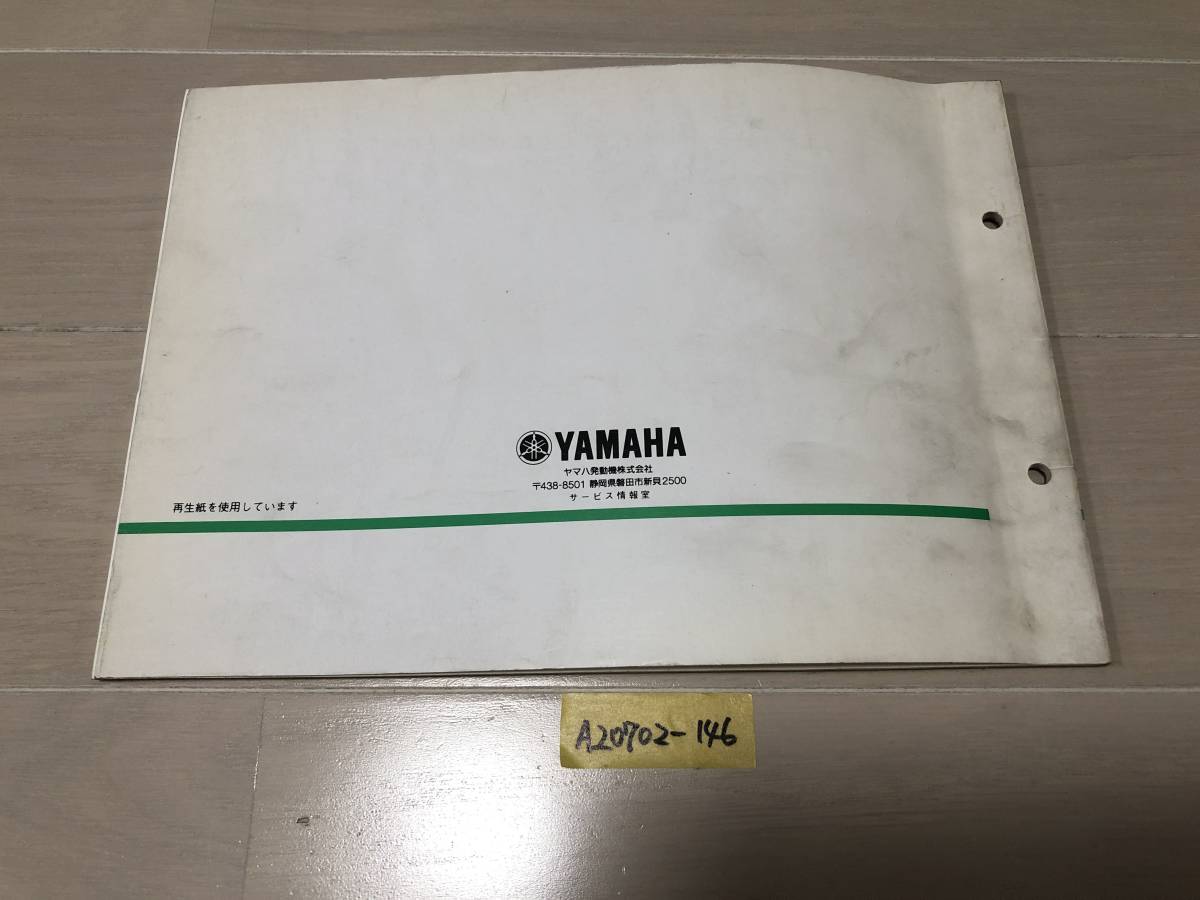 YAMAHA
ヤマハ発動機株式会社
〒438-8501 静岡県磐田市新貝2500
サービス情報室
再生紙を使用しています
A20702-146